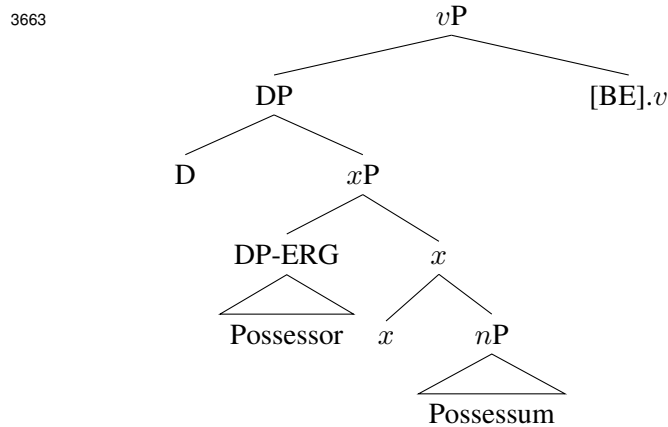 3663
vP
DP [BE].v
D xP
DP-ERG x
Possessor x nP
Possessum